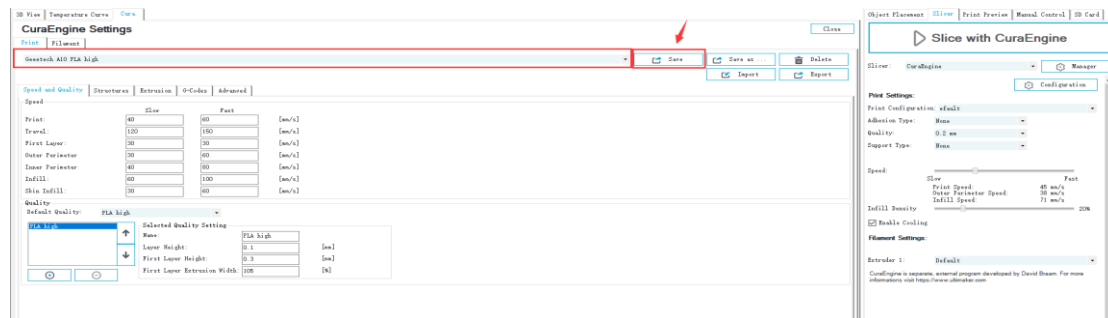 3D View Temperature Curve Cura
CuraEngine Settings
Close
Print Filament
Geeetech A10 PLA high
Save
Save as ...
Delete
Import
Export
Speed and Quality Structures Extrusion G-Codes Advanced
Speed
Slow Fast
Print: 40 60 [mm/s]
Travel: 120 150 [mm/s]
First Layer: 30 30 [mm/s]
Outer Perimeter 30 60 [mm/s]
Inner Perimeter 40 80 [mm/s]
Infill: 60 100 [mm/s]
Skin Infill: 30 60 [mm/s]
Quality
Default Quality: PLA high
PLA high
Selected Quality Setting
Name: PLA high
Layer Height: 0.1 [mm]
First Layer Height: 0.3 [mm]
First Layer Extrusion Width: 105 [%]
Object Placement Slicer Print Preview Manual Control SD Card
Slice with CuraEngine
Slicer: CuraEngine
Manager
Configuration
Print Settings:
Print Configuration: efault
Adhesion Type: None
Quality: 0.2 mm
Support Type: None
Speed:
Slow Fast
Print Speed: 45 mm/s
Outer Perimeter Speed: 38 mm/s
Infill Speed: 71 mm/s
Infill Density 20%
Enable Cooling
Filament Settings:
Extruder 1: Default
CuraEngine is separate, external program developed by David Braam. For more
informations visit https://www.ultimaker.com